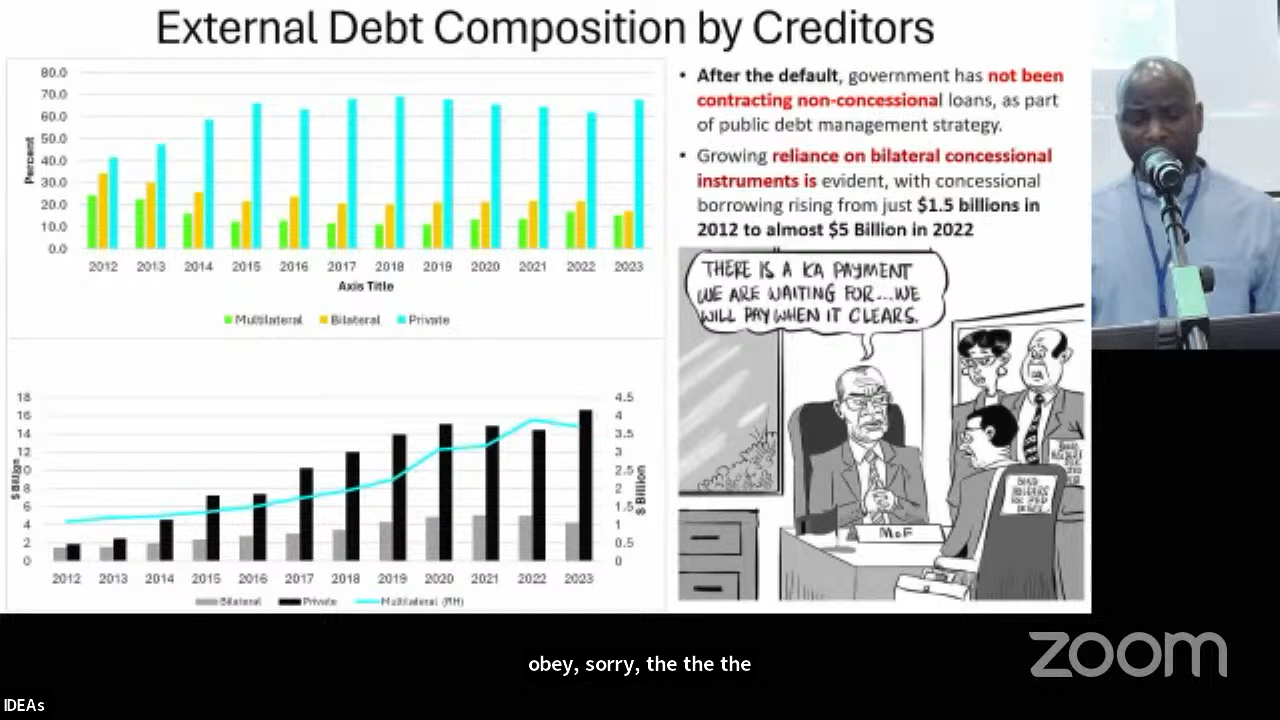 External Debt Composition by Creditors
80.0
70.0
60.0
50.0
40.0
30.0
20.0
10.0
0.0
Percent
2012 2013 2014 2015 2016 2017 2018 2019 2020 2021 2022 2023
Axis Title
Multilateral Bilateral Private
18
16
14
12
10
8
6
4
2
0
$ Billion
4.5
4
3.5
3
2.5
2
1.5
1
0.5
0
$ Billion
2012 2013 2014 2015 2016 2017 2018 2019 2020 2021 2022 2023
Bilateral Private Multilateral (RH)
• After the default, government has not been
contracting non-concessional loans, as part
of public debt management strategy.
• Growing reliance on bilateral concessional
instruments is evident, with concessional
borrowing rising from just $1.5 billions in
2012 to almost $5 Billion in 2022
THERE IS A KA PAYMENT
WE ARE WAITING FOR...WE
WILL PAY WHEN IT CLEARS.
MoF
obey, sorry, the the the
zoom
IDEAs